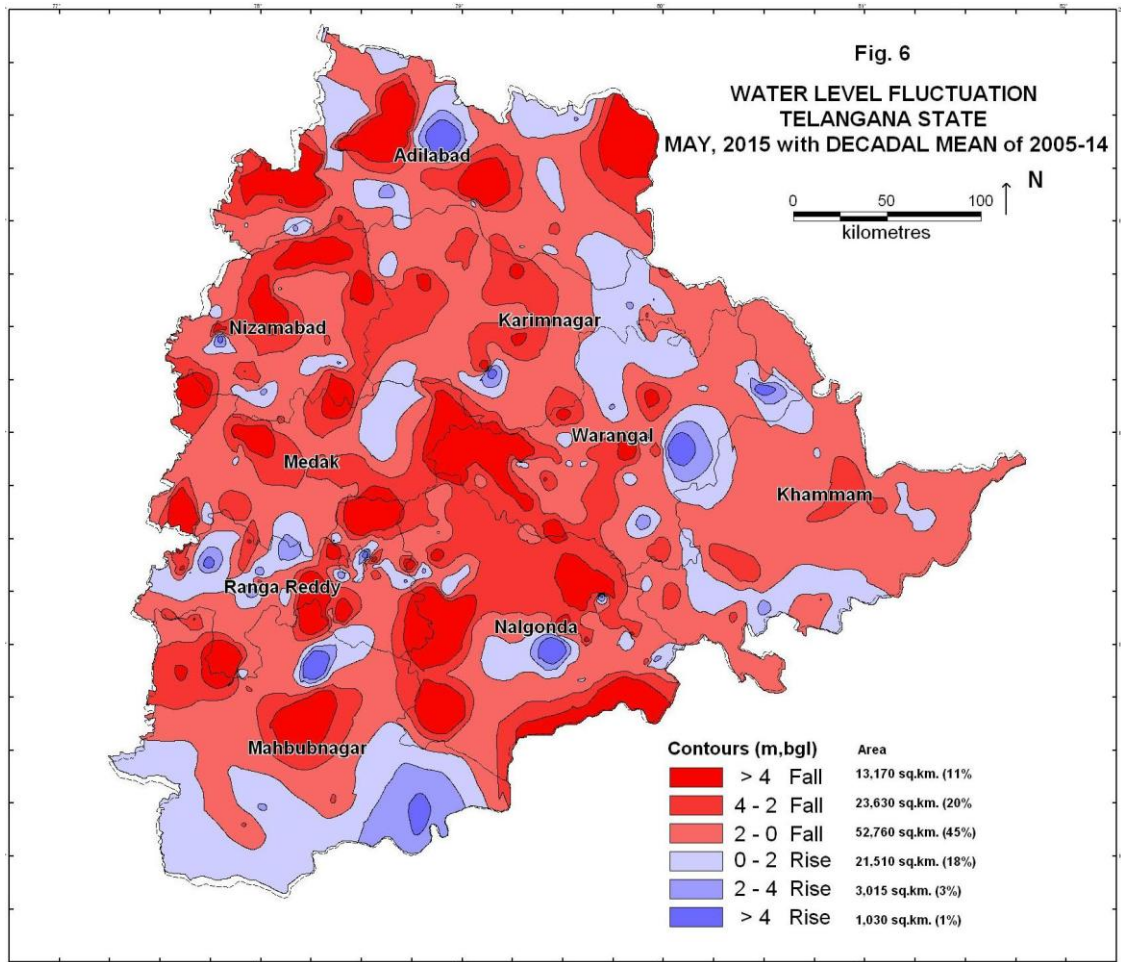 Fig. 6
WATER LEVEL FLUCTUATION
TELANGANA STATE
MAY, 2015 with DECADAL MEAN of 2005-14
N
0 50 100
kilometres
Adilabad
Nizamabad
Karimnagar
Warangal
Medak
Khammam
Ranga Reddy
Nalgonda
Mahbubnagar
Contours (m,bgl) Area
> 4 Fall 13,170 sq.km. (11%
4 - 2 Fall 23,630 sq.km. (20%
2 - 0 Fall 52,760 sq.km. (45%)
0 - 2 Rise 21,510 sq.km. (18%)
2 - 4 Rise 3,015 sq.km. (3%)
> 4 Rise 1,030 sq.km. (1%)